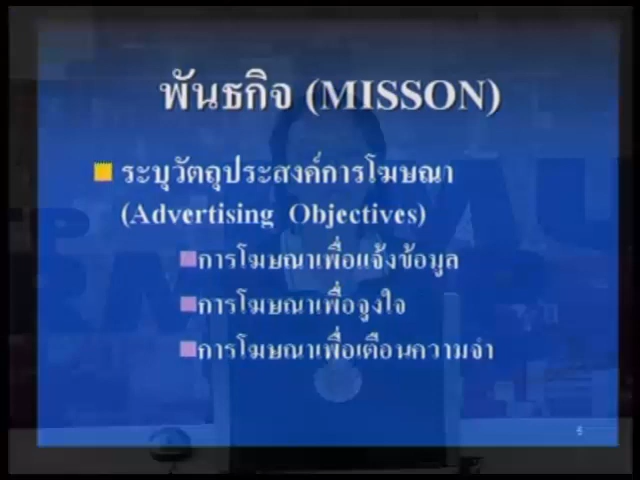 พันธกิจ (MISSON)
ระบุวัตถุประสงค์การโฆษณา
(Advertising Objectives)
การโฆษณาเพื่อแจ้งข้อมูล
การโฆษณาเพื่อจูงใจ
การโฆษณาเพื่อเตือนความจำ